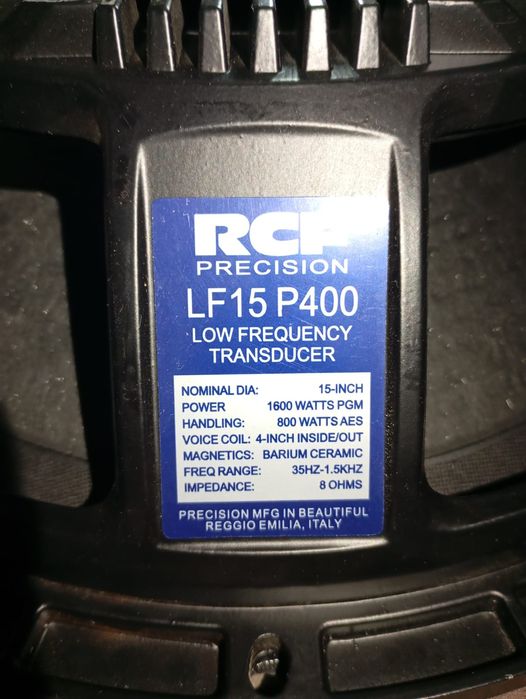 RCF
PRECISION
LF15 P400
LOW FREQUENCY
TRANSDUCER
NOMINAL DIA: 15-INCH
POWER 1600 WATTS PGM
HANDLING: 800 WATTS AES
VOICE COIL: 4-INCH INSIDE/OUT
MAGNETICS: BARIUM CERAMIC
FREQ RANGE: 35HZ-1.5KHZ
IMPEDANCE: 8 OHMS
PRECISION MFG IN BEAUTIFUL
REGGIO EMILIA, ITALY